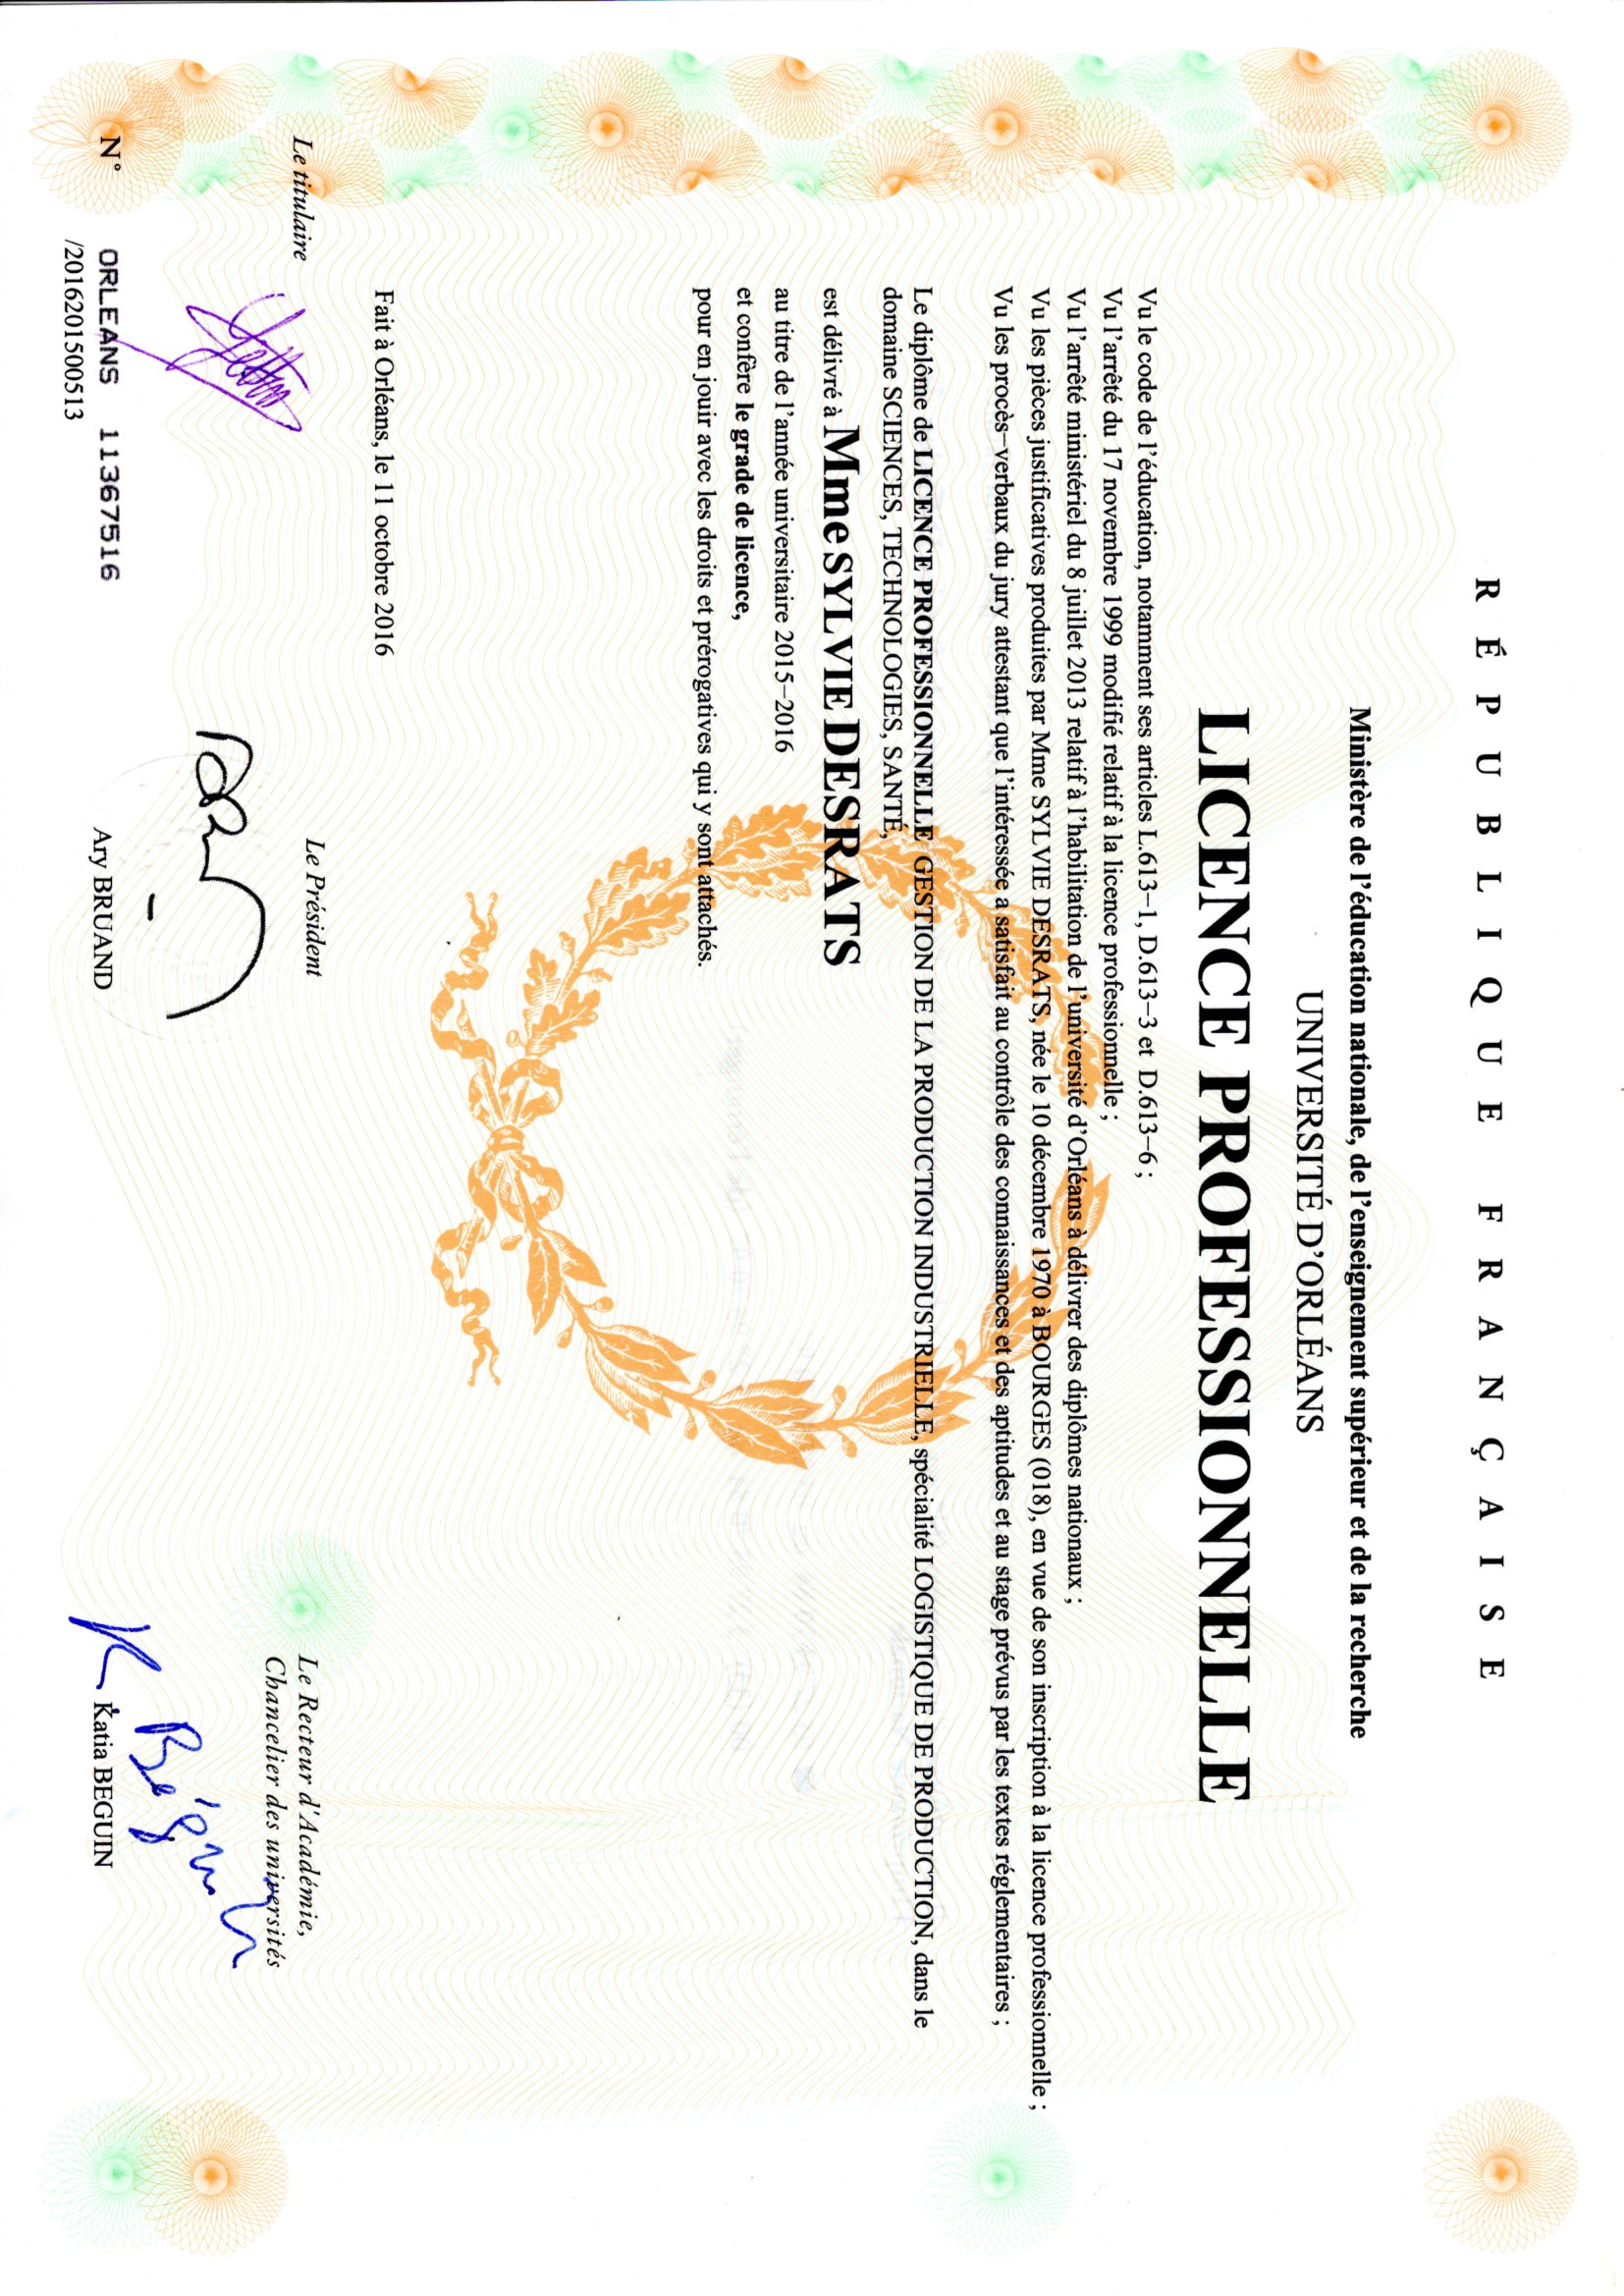 RÉPUBLIQUE FRANÇAISE
Ministère de l’éducation nationale, de l’enseignement supérieur et de la recherche
UNIVERSITÉ D’ORLÉANS
LICENCE PROFESSIONNELLE
Vu le code de l’éducation, notamment ses articles L.613−1, D.613−3 et D.613−6 ;
Vu l’arrêté du 17 novembre 1999 modifié relatif à la licence professionnelle ;
Vu l’arrêté ministériel du 8 juillet 2013 relatif à l’habilitation de l’université d’Orléans à délivrer des diplômes nationaux ;
Vu les pièces justificatives produites par Mme SYLVIE DESRATS, née le 10 décembre 1970 à BOURGES (018), en vue de son inscription à la licence professionnelle ;
Vu les procès−verbaux du jury attestant que l’intéressée a satisfait au contrôle des connaissances et des aptitudes et au stage prévus par les textes réglementaires ;
Le diplôme de LICENCE PROFESSIONNELLE GESTION DE LA PRODUCTION INDUSTRIELLE, spécialité LOGISTIQUE DE PRODUCTION, dans le
domaine SCIENCES, TECHNOLOGIES, SANTÉ,
est délivré à Mme SYLVIE DESRATS
au titre de l’année universitaire 2015−2016
et confère le grade de licence,
pour en jouir avec les droits et prérogatives qui y sont attachés.
Fait à Orléans, le 11 octobre 2016
Le titulaire
Le Président
Le Recteur d'Académie,
Chancelier des universités
K Béguin
N° ORLEANS 11367516
/2016201500513
Ary BRUAND
Katia BEGUIN